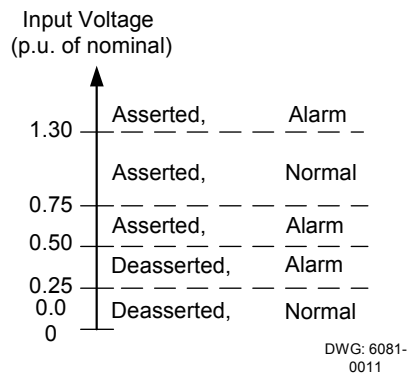 Input Voltage
(p.u. of nominal)
Asserted, Alarm
1.30
Asserted, Normal
0.75
Asserted, Alarm
0.50
Deasserted, Alarm
0.25
0.0 Deasserted, Normal
0
DWG: 6081-
0011